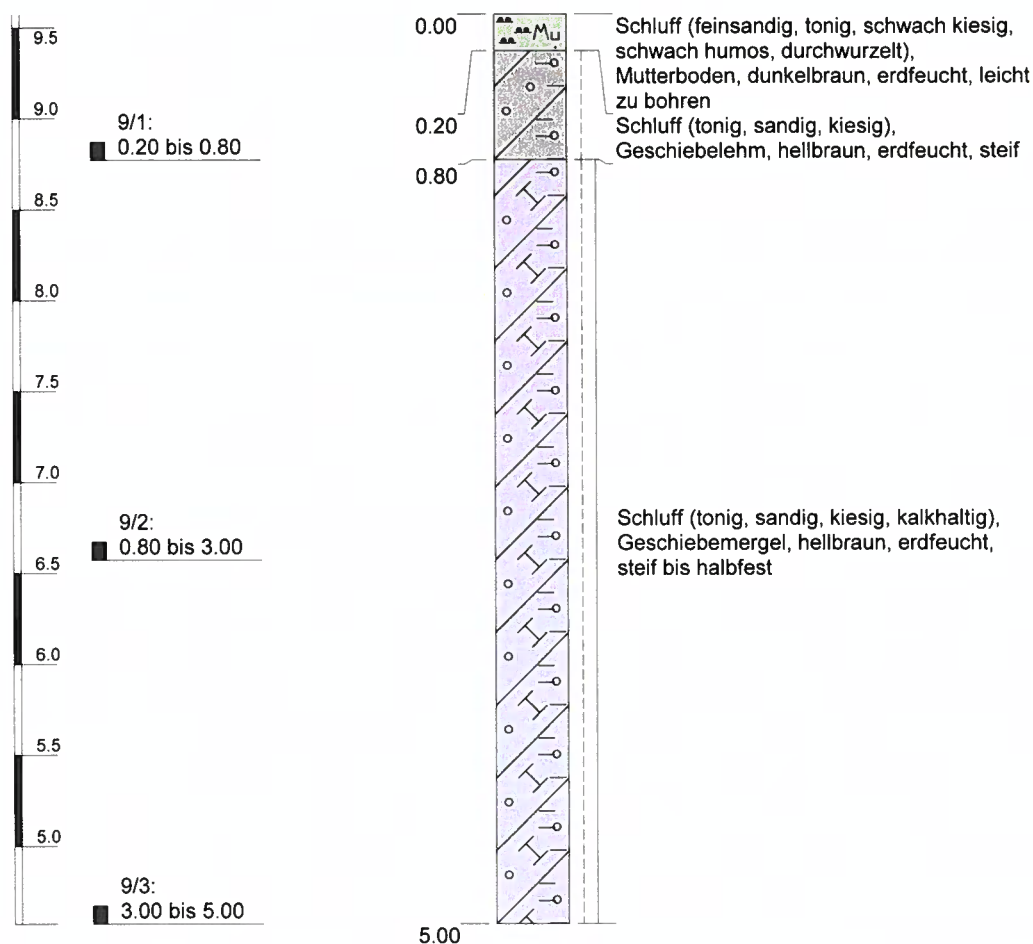 0.00
Mu
Schluff (feinsandig, tonig, schwach kiesig,
schwach humos, durchwurzelt),
Mutterboden, dunkelbraun, erdfeucht, leicht
zu bohren
9.5
9.0
9/1:
0.20 bis 0.80
0.20
Schluff (tonig, sandig, kiesig),
Geschiebelehm, hellbraun, erdfeucht, steif
0.80
8.5
8.0
7.5
7.0
9/2:
0.80 bis 3.00
Schluff (tonig, sandig, kiesig, kalkhaltig),
Geschiebemergel, hellbraun, erdfeucht,
steif bis halbfest
6.5
6.0
5.5
5.0
9/3:
3.00 bis 5.00
5.00